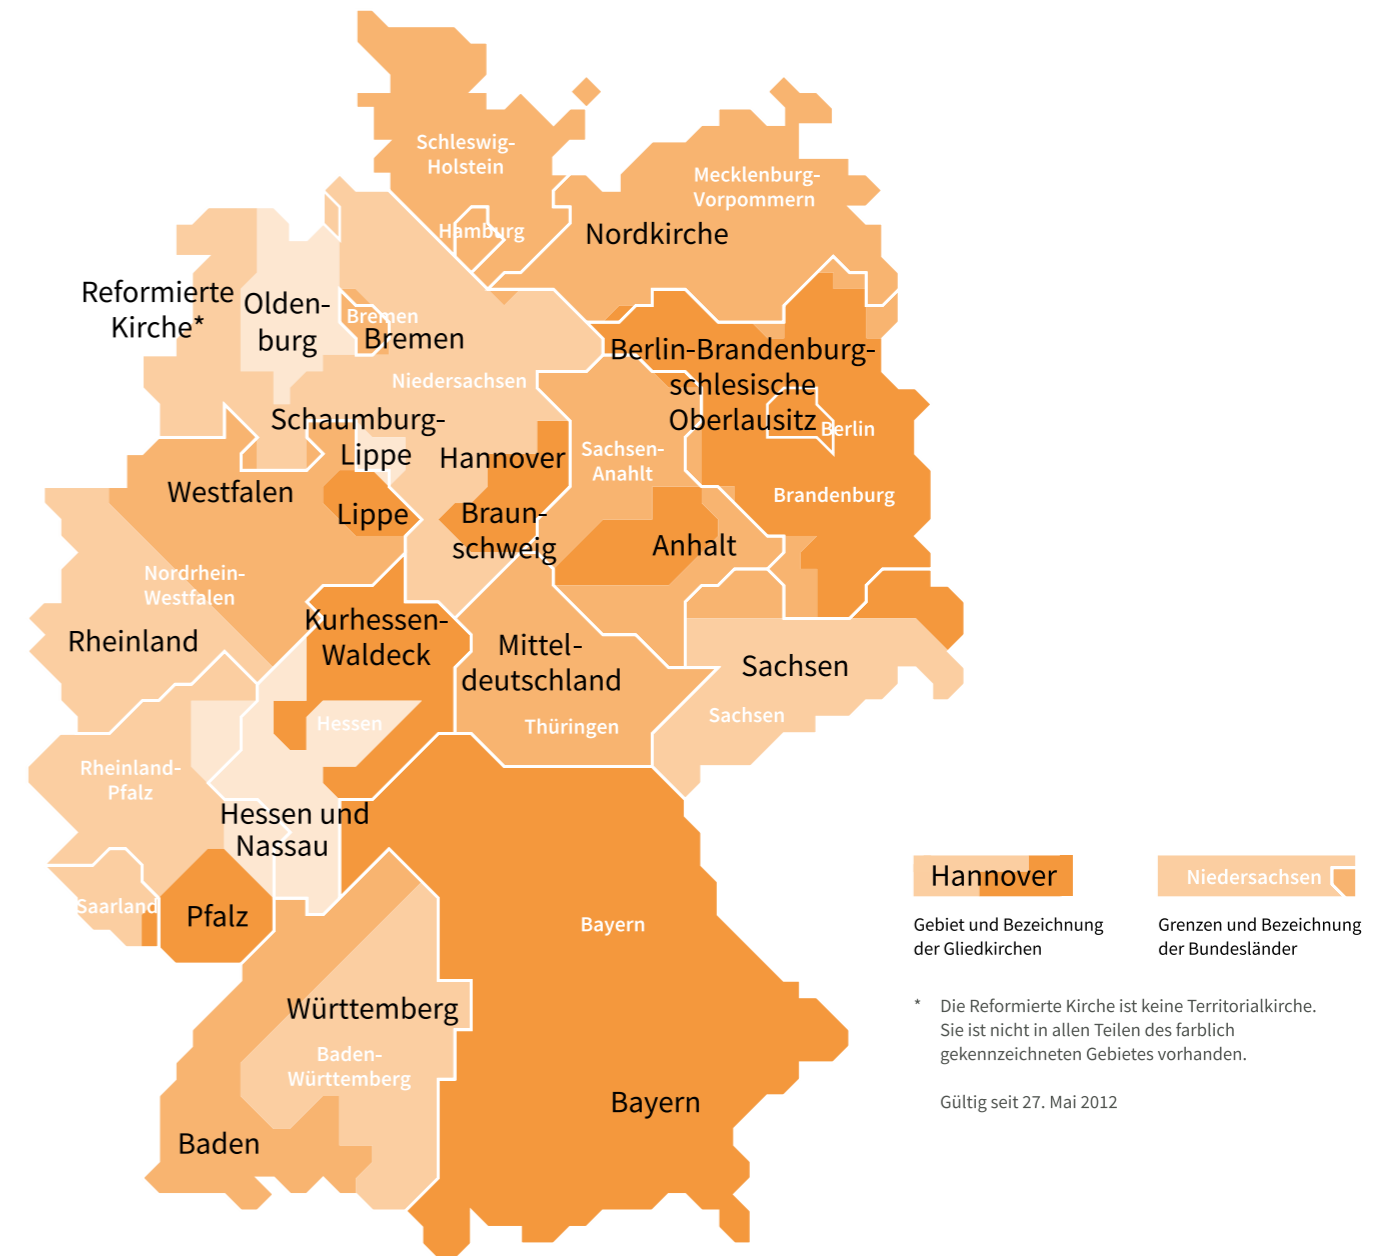 Schleswig-
Holstein
Mecklenburg-
Vorpommern
Hamburg
Nordkirche
Reformierte
Kirche*
Olden-
burg
Bremen
Bremen
Berlin-Brandenburg-
schlesische
Oberlausitz
Niedersachsen
Schaumburg-
Lippe
Hannover
Sachsen-
Anahlt
Berlin
Brandenburg
Westfalen
Lippe
Braun-
schweig
Anhalt
Nordrhein-
Westfalen
Rheinland
Kurhessen-
Waldeck
Mittel-
deutschland
Sachsen
Sachsen
Hessen
Thüringen
Rheinland-
Pfalz
Hessen und
Nassau
Saarland
Pfalz
Bayern
Württemberg
Baden-
Württemberg
Bayern
Baden
Hannover
Gebiet und Bezeichnung
der Gliedkirchen
Niedersachsen
Grenzen und Bezeichnung
der Bundesländer
* Die Reformierte Kirche ist keine Territorialkirche.
Sie ist nicht in allen Teilen des farblich
gekennzeichneten Gebietes vorhanden.
Gültig seit 27. Mai 2012